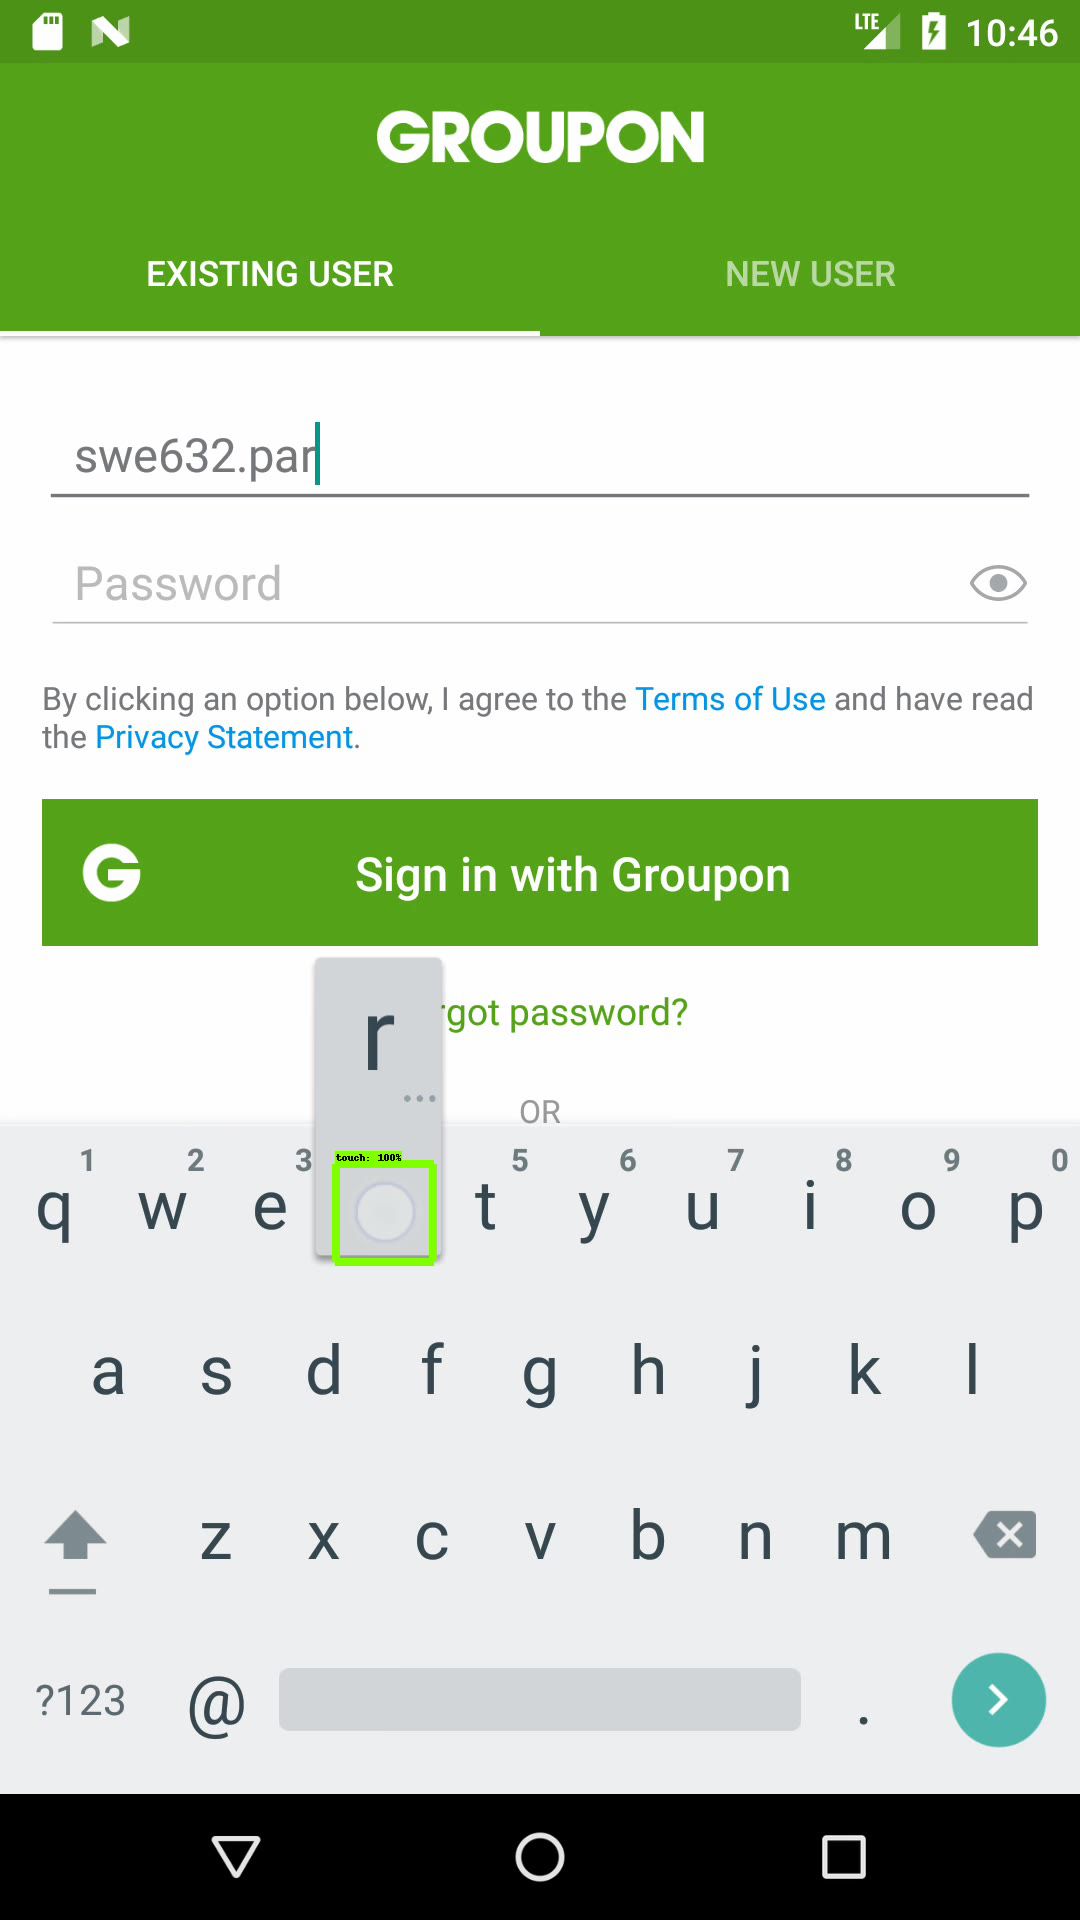 LTE 10:46
GROUPON
EXISTING USER NEW USER
swe632.par
Password
By clicking an option below, I agree to the Terms of Use and have read
the Privacy Statement.
G Sign in with Groupon
r
rgot password?
...
OR
touch: 100%
1 2 3 5 6 7 8 9 0
q w e t y u i o p
a s d f g h j k l
z x c v b n m
?123 @ .